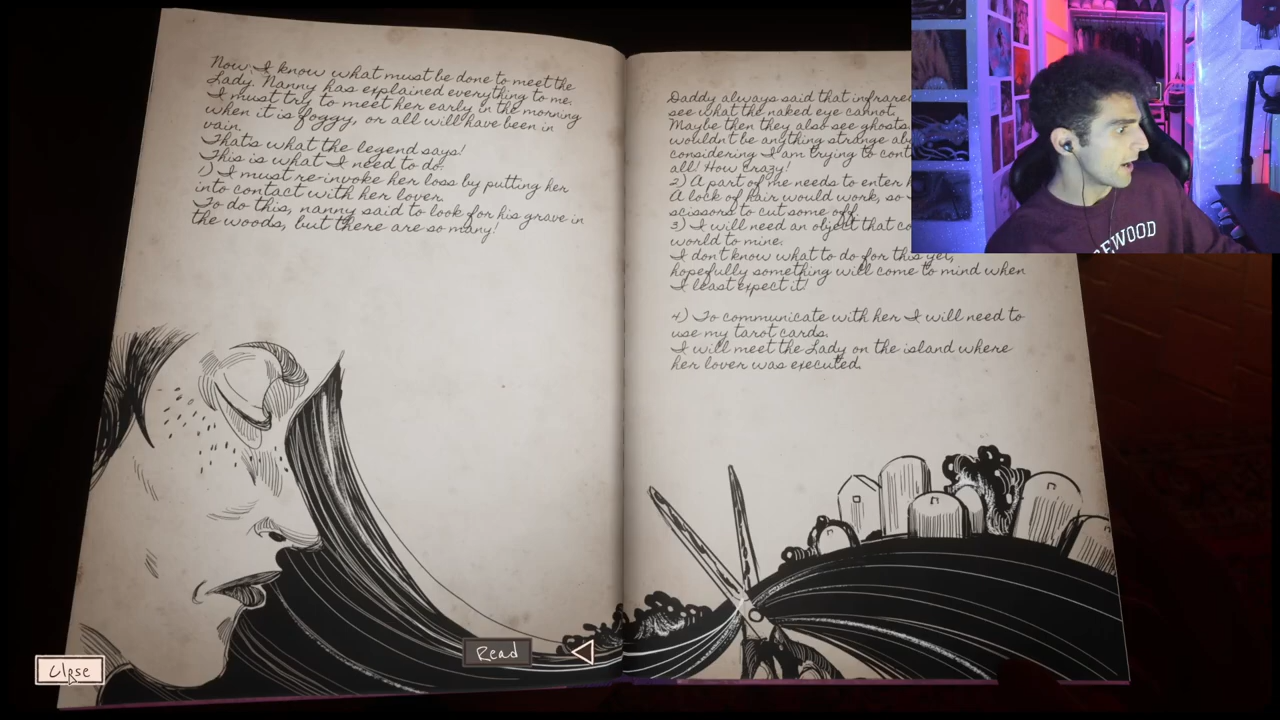 Now, I know what must be done to meet the
Lady. Nanny has explained everything to me.
I must try to meet her early in the morning
when it is foggy, or all will have been in
vain.
That's what the legend says!
This is what I need to do:
1) I must re-invoke her loss by putting her
into contact with her lover.
To do this, nanny said to look for his grave in
the woods, but there are so many!
Daddy always said that infrared
see what the naked eye cannot.
Maybe then they also see ghosts
wouldn't be anything strange
considering I am trying to
all! How crazy!
2) A part of me needs to enter
A lock of hair would work, so
scissors to cut some off.
3) I will need an object that
world to mine.
I don't know what to do for this yet,
hopefully something will come to mind when
I least expect it!
4) To communicate with her I will need to
use my tarot cards.
I will meet the Lady on the island where
her lover was executed.
EWOOD
Read
Close